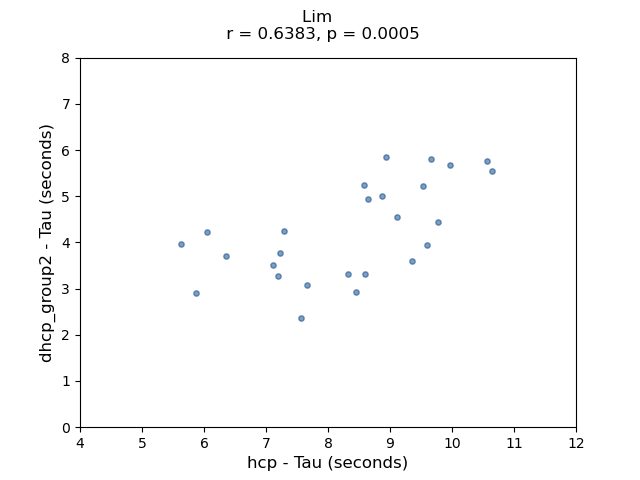 Lim
r = 0.6383, p = 0.0005
8
7
6
5
4
3
2
1
0
dhcp_group2 - Tau (seconds)
4 5 6 7 8 9 10 11 12
hcp - Tau (seconds)